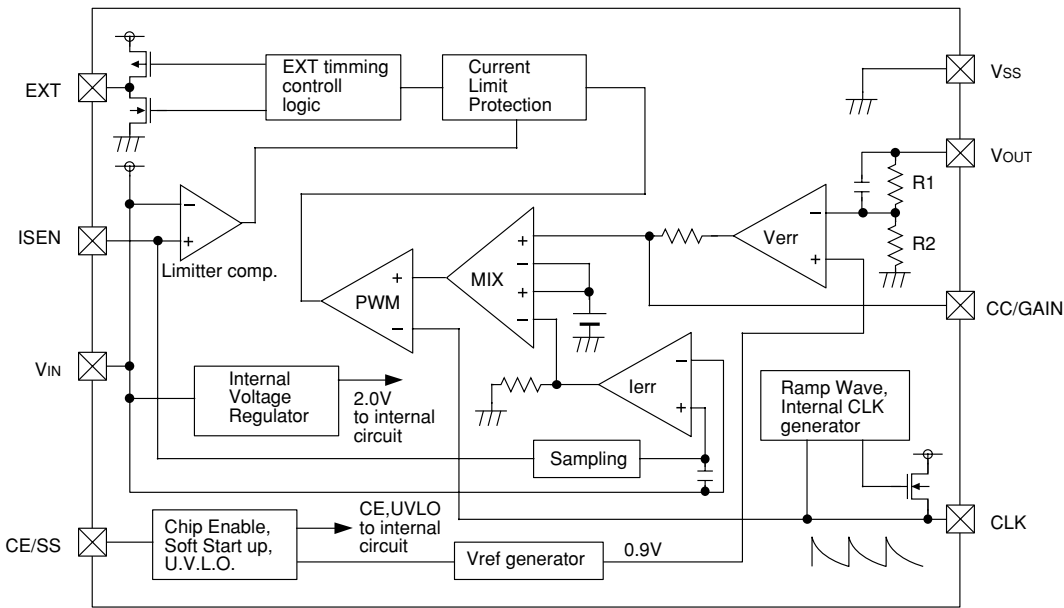 EXT
EXT timming
controll
logic
Current
Limit
Protection
VSS
VOUT
R1
R2
ISEN
−
+
Limitter comp.
PWM
+
−
MIX
+
−
+
−
Verr
−
+
CC/GAIN
VIN
Internal
Voltage
Regulator
2.0V
to internal
circuit
Ierr
−
+
Ramp Wave,
Internal CLK
generator
Sampling
CLK
CE/SS
Chip Enable,
Soft Start up,
U.V.L.O.
CE,UVLO
to internal
circuit
Vref generator
0.9V